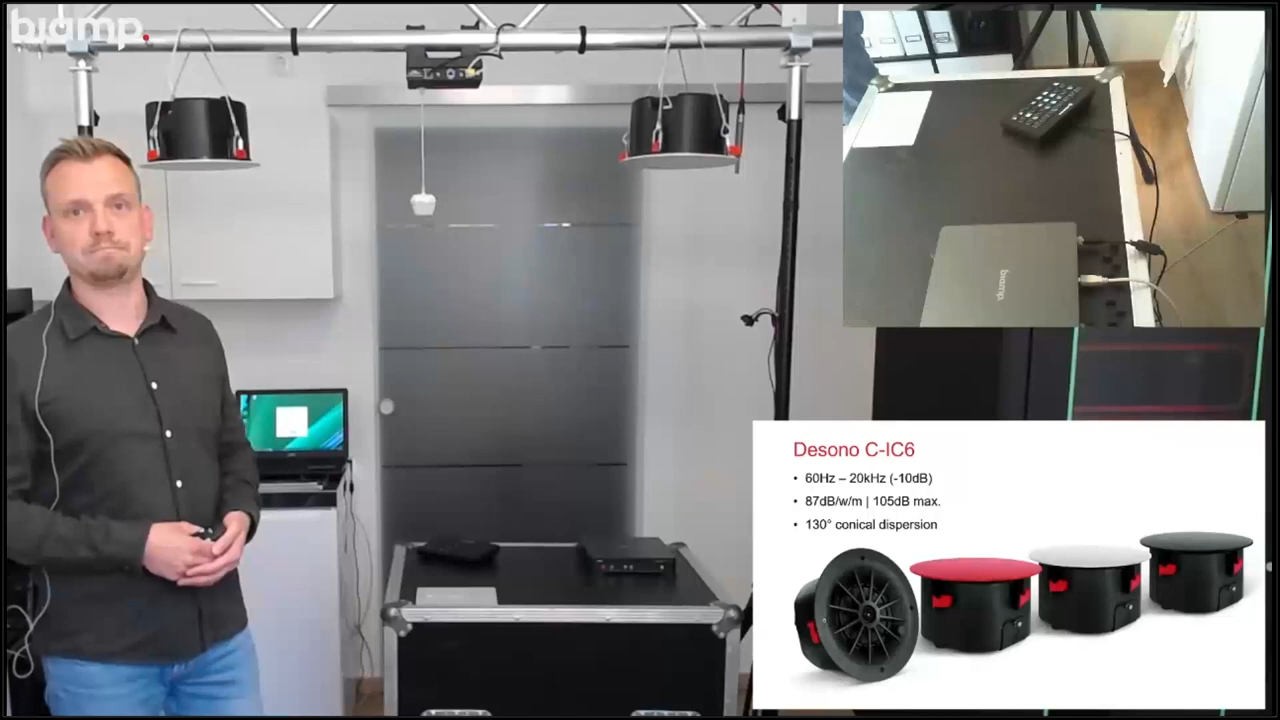 biamp.
biamp.
Desono C-IC6
• 60Hz – 20kHz (-10dB)
• 87dB/w/m | 105dB max.
• 130° conical dispersion